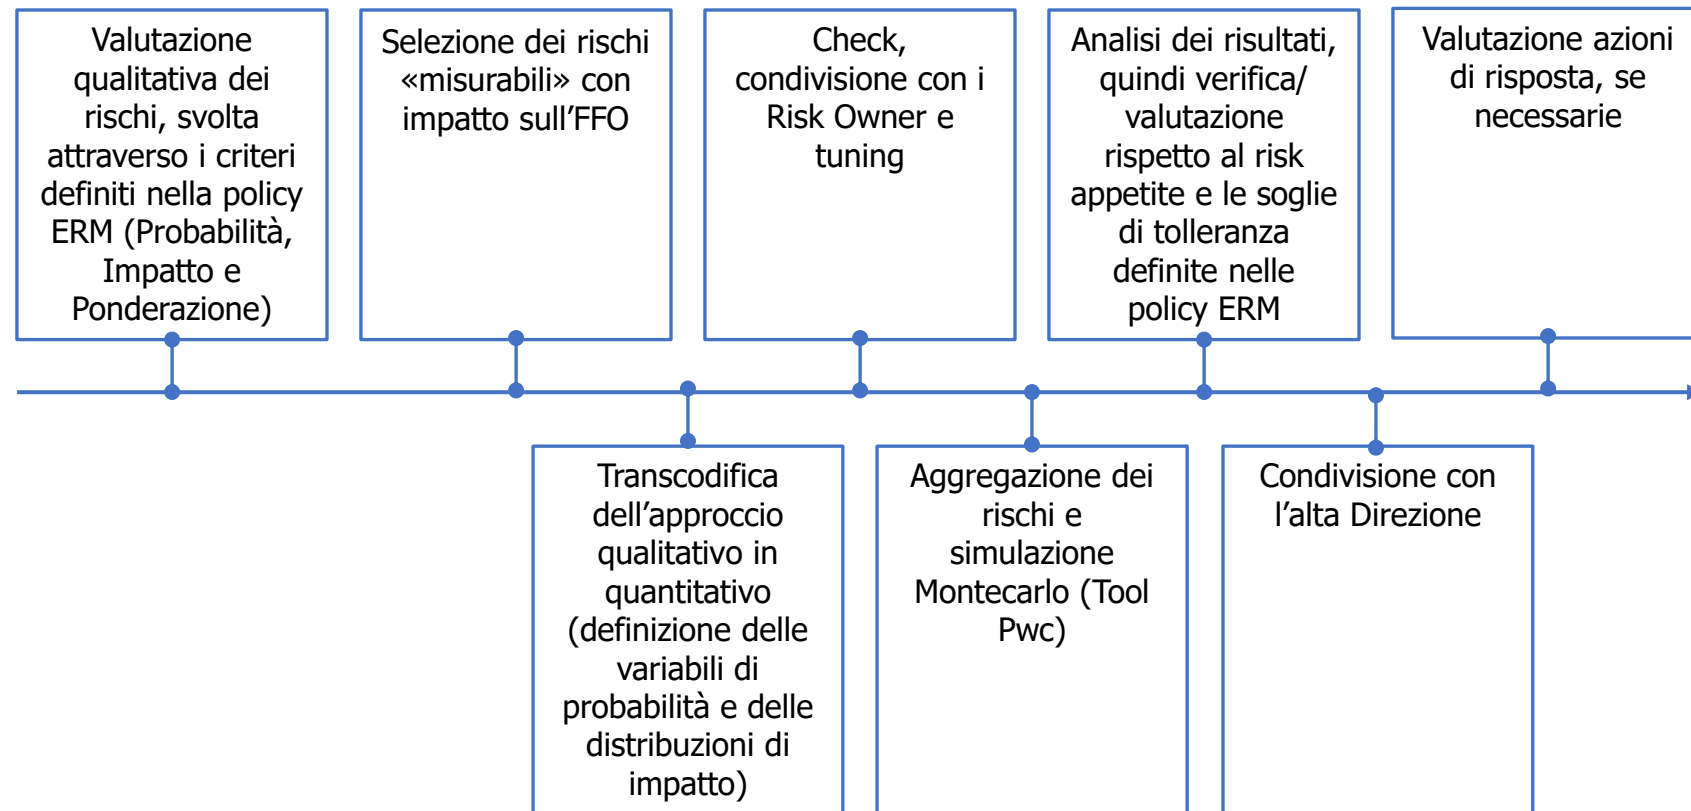 Valutazione
qualitativa dei
rischi, svolta
attraverso i criteri
definiti nella policy
ERM (Probabilità,
Impatto e
Ponderazione)
Selezione dei rischi
«misurabili» con
impatto sull’FFO
Check,
condivisione con i
Risk Owner e
tuning
Analisi dei risultati,
quindi verifica/
valutazione
rispetto al risk
appetite e le soglie
di tolleranza
definite nelle
policy ERM
Valutazione azioni
di risposta, se
necessarie
Transcodifica
dell’approccio
qualitativo in
quantitativo
(definizione delle
variabili di
probabilità e delle
distribuzioni di
impatto)
Aggregazione dei
rischi e
simulazione
Montecarlo (Tool
Pwc)
Condivisione con
l’alta Direzione